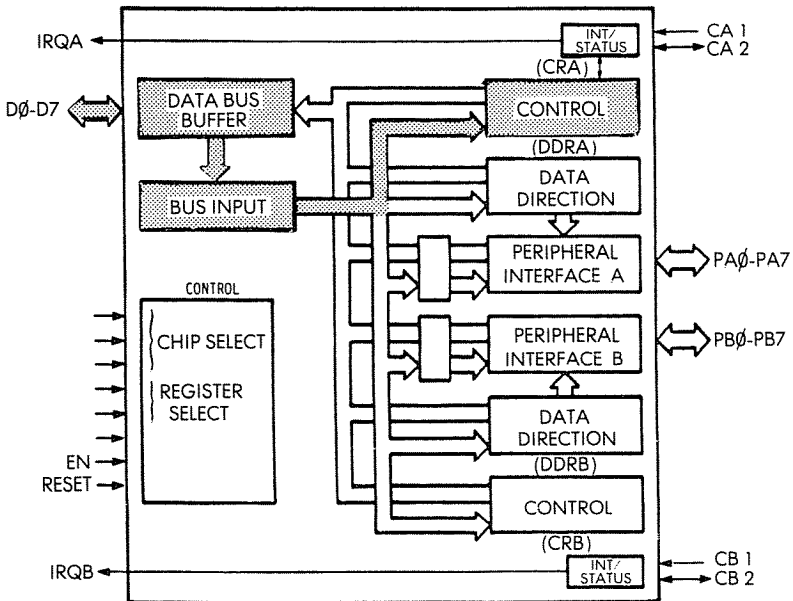 IRQA
INT/
STATUS
CA 1
CA 2
(CRA)
DØ-D7
DATA BUS
BUFFER
CONTROL
(DDRA)
DATA
DIRECTION
BUS INPUT
PERIPHERAL
INTERFACE A
PAØ-PA7
CONTROL
CHIP SELECT
REGISTER
SELECT
EN
RESET
PERIPHERAL
INTERFACE B
PBØ-PB7
DATA
DIRECTION
(DDRB)
CONTROL
(CRB)
IRQB
INT/
STATUS
CB 1
CB 2